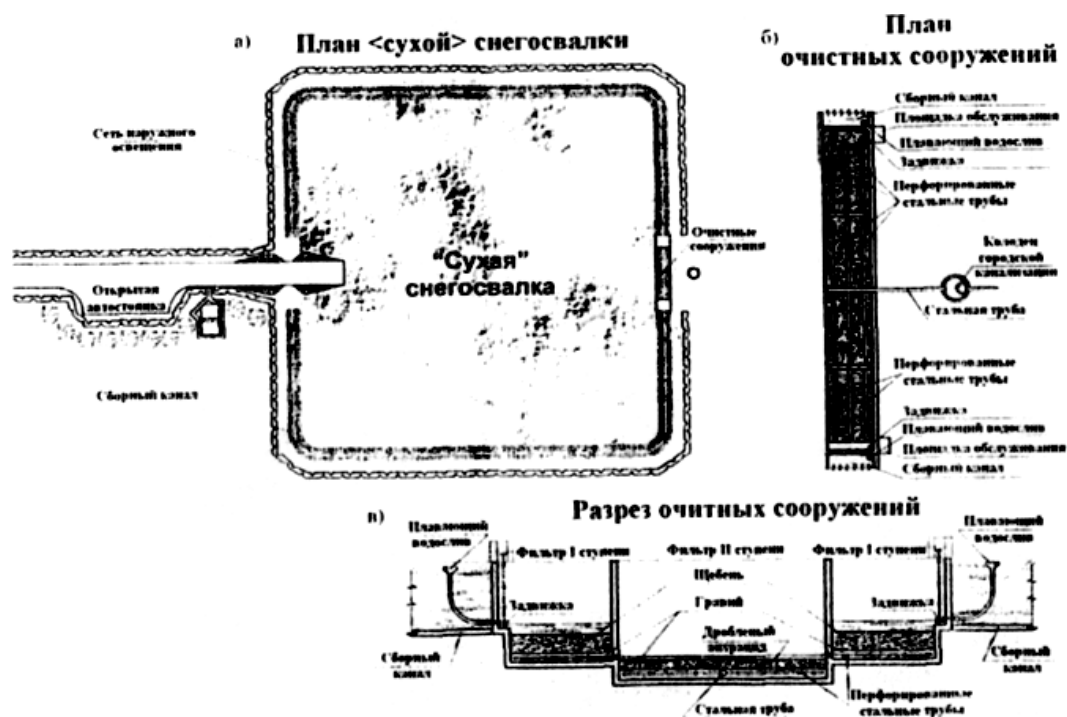 а) План <сухой> снегосвалки
Сеть наружного
освещения
Открытая
автостоянка
"Сухая"
снегосвалка
Очистные
сооружения
Сборный канал
б) План
очистных сооружений
Сборный канал
Площадка обслуживания
Плавающий водослив
Задвижка
Перфорированные
стальные трубы
Колодец
городской
канализации
Стальная труба
Перфорированные
стальные трубы
Задвижка
Плавающий водослив
Площадка обслуживания
Сборный канал
в) Разрез очитных сооружений
Плавающий
водослив
Фильтр I ступени
Фильтр II ступени
Фильтр I ступени
Плавающий
водослив
Щебень
Задвижка
Гравий
Задвижка
Дробленый
антрацид
Сборный
канал
Стальная труба
Перфорированные
стальные трубы
Сборный
канал